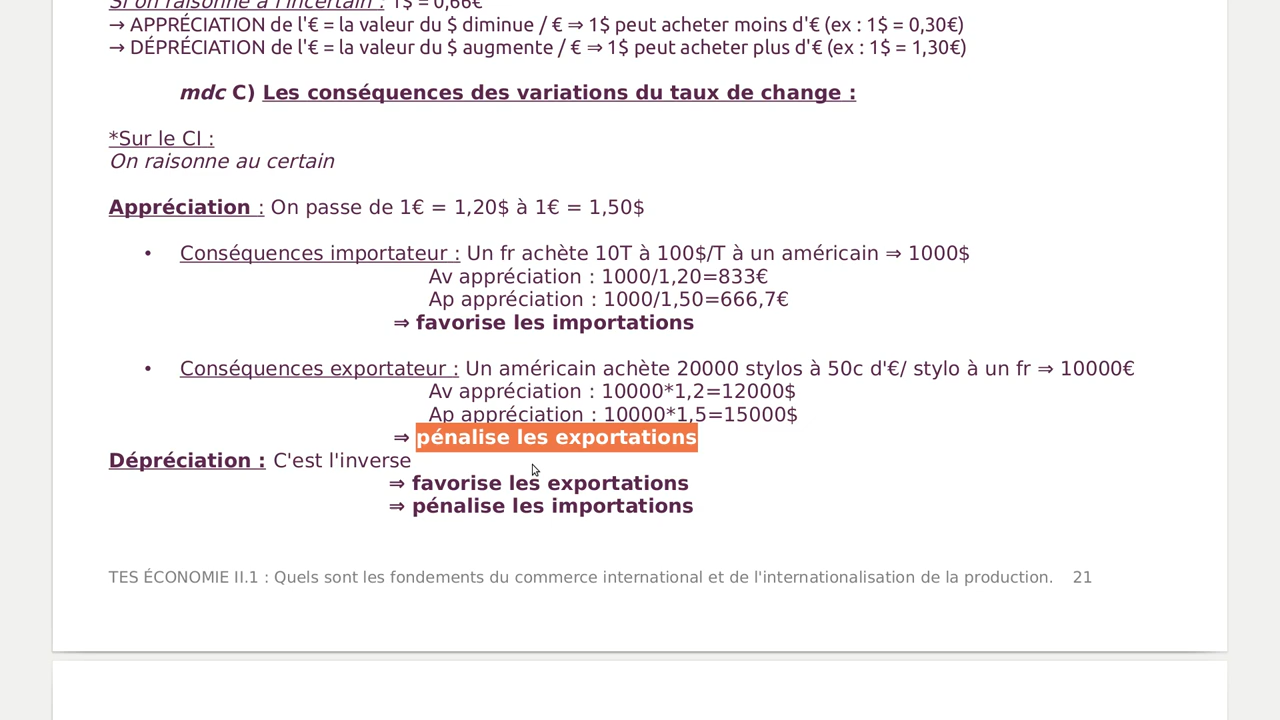 Si on raisonne à l'incertain : 1$ = 0,66€
→ APPRÉCIATION de l'€ = la valeur du $ diminue / € ⇒ 1$ peut acheter moins d'€ (ex : 1$ = 0,30€)
→ DÉPRÉCIATION de l'€ = la valeur du $ augmente / € ⇒ 1$ peut acheter plus d'€ (ex : 1$ = 1,30€)
mdc C) Les conséquences des variations du taux de change :
*Sur le CI :
On raisonne au certain
Appréciation : On passe de 1€ = 1,20$ à 1€ = 1,50$
• Conséquences importateur : Un fr achète 10T à 100$/T à un américain ⇒ 1000$
Av appréciation : 1000/1,20=833€
Ap appréciation : 1000/1,50=666,7€
⇒ favorise les importations
• Conséquences exportateur : Un américain achète 20000 stylos à 50c d'€/ stylo à un fr ⇒ 10000€
Av appréciation : 10000*1,2=12000$
Ap appréciation : 10000*1,5=15000$
⇒ pénalise les exportations
Dépréciation : C'est l'inverse
⇒ favorise les exportations
⇒ pénalise les importations
TES ÉCONOMIE II.1 : Quels sont les fondements du commerce international et de l'internationalisation de la production. 21